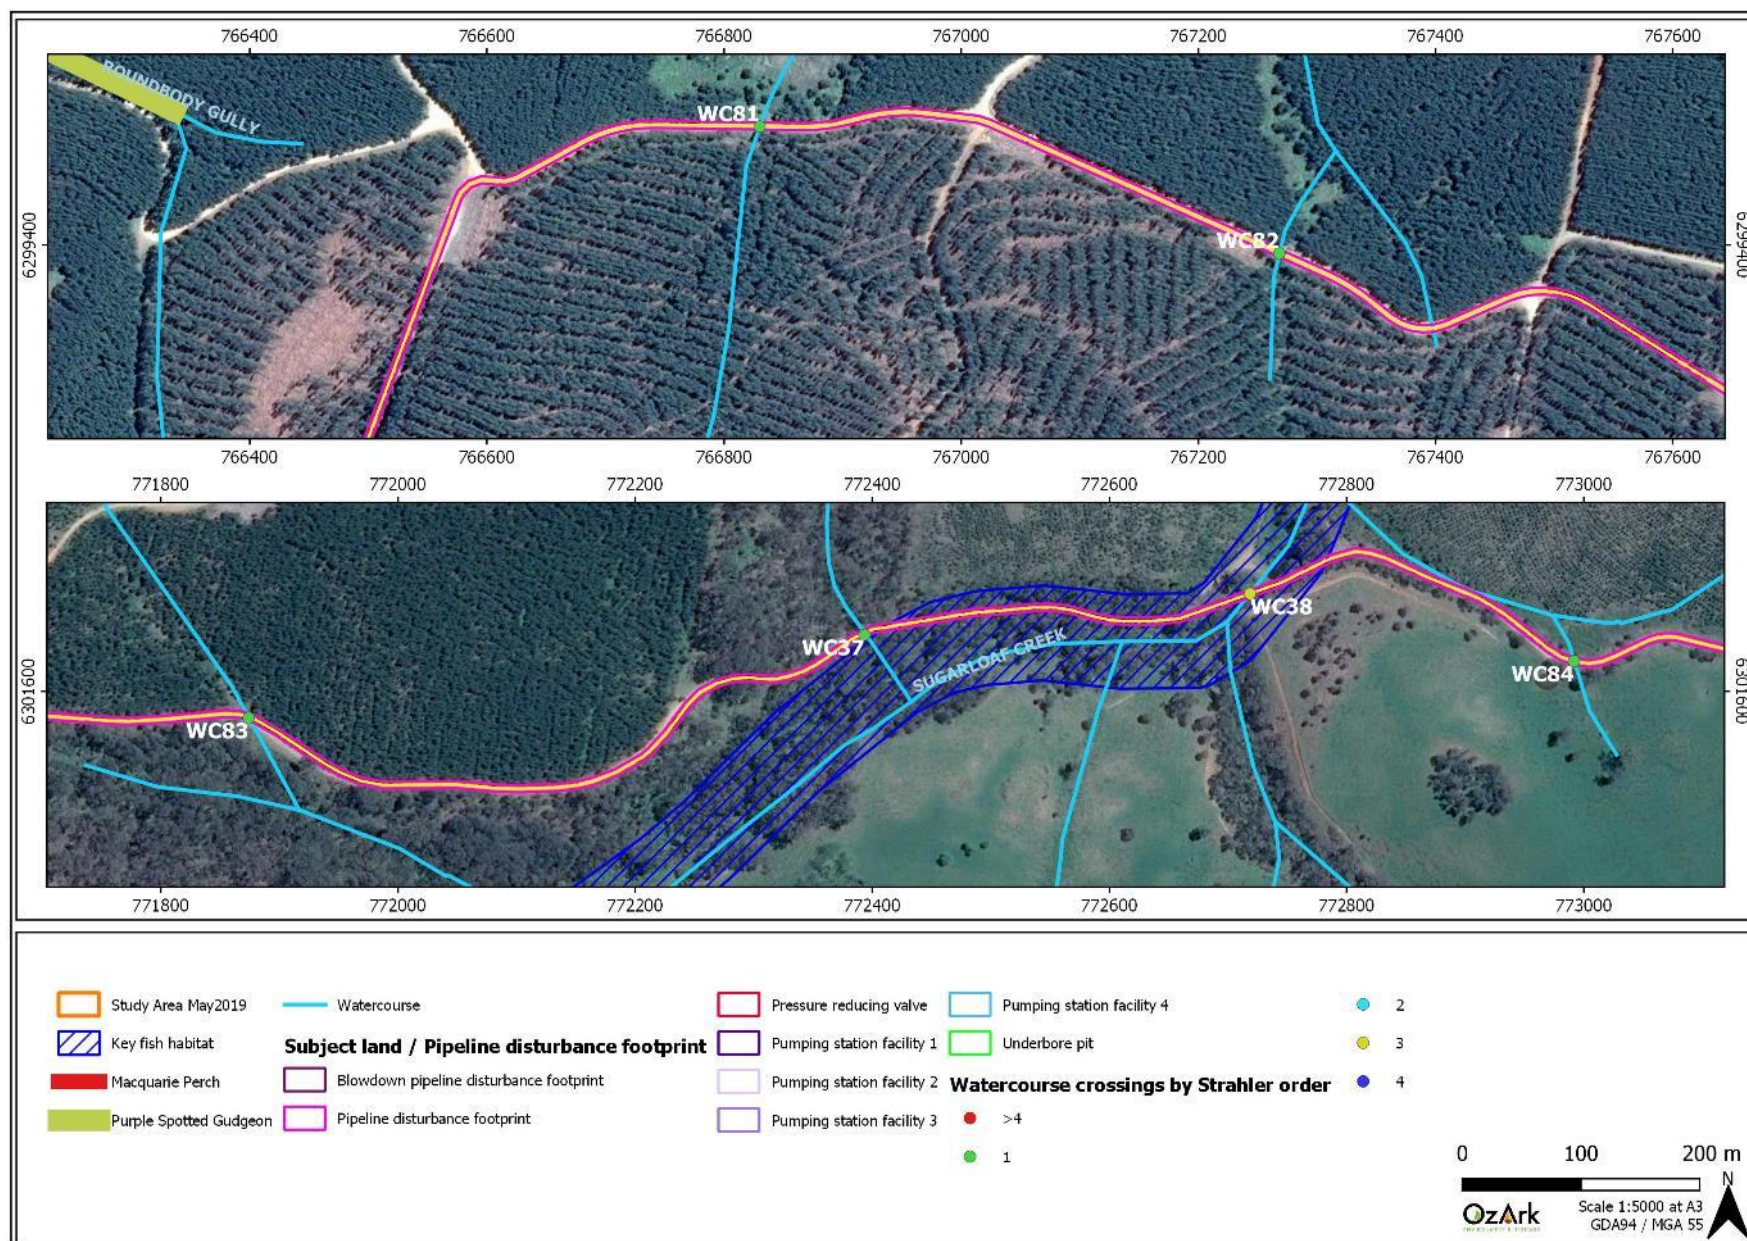 766400 766600 766800 767000 767200 767400 767600
ROUNDBODY GULLY
WC81
WC82
6299400
6299400
766400 766600 766800 767000 767200 767400 767600
771800 772000 772200 772400 772600 772800 773000
WC38
WC37
SUGARLOAF CREEK
WC84
WC83
6301600
6301600
771800 772000 772200 772400 772600 772800 773000
Study Area May2019
Key fish habitat
Macquarie Perch
Purple Spotted Gudgeon
Watercourse
Subject land / Pipeline disturbance footprint
Blowdown pipeline disturbance footprint
Pipeline disturbance footprint
Pressure reducing valve
Pumping station facility 1
Pumping station facility 2
Pumping station facility 3
Pumping station facility 4
Underbore pit
Watercourse crossings by Strahler order
>4
1
2
3
4
0 100 200 m
N
OzArk
Scale 1:5000 at A3
GDA94 / MGA 55